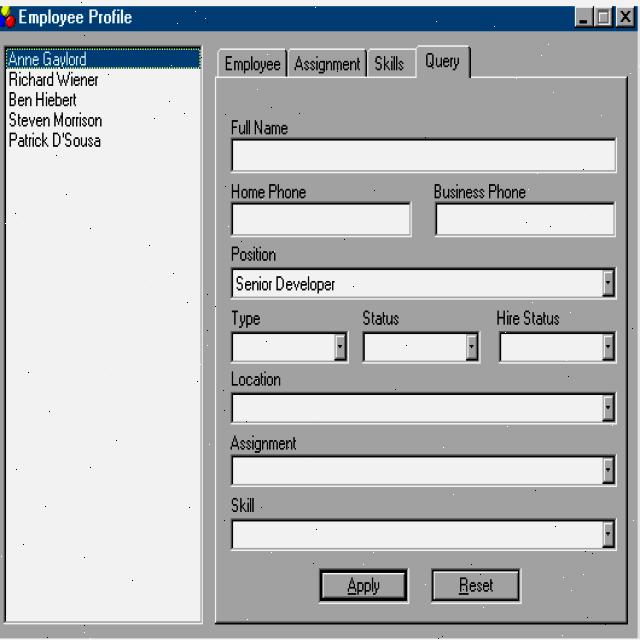 Employee Profile
Anne Gaylord
Richard Wiener
Ben Hiebert
Steven Morrison
Patrick D'Sousa
Employee Assignment Skills Query
Full Name
Home Phone Business Phone
Position
Senior Developer
Type Status Hire Status
Location
Assignment
Skill
Apply Reset